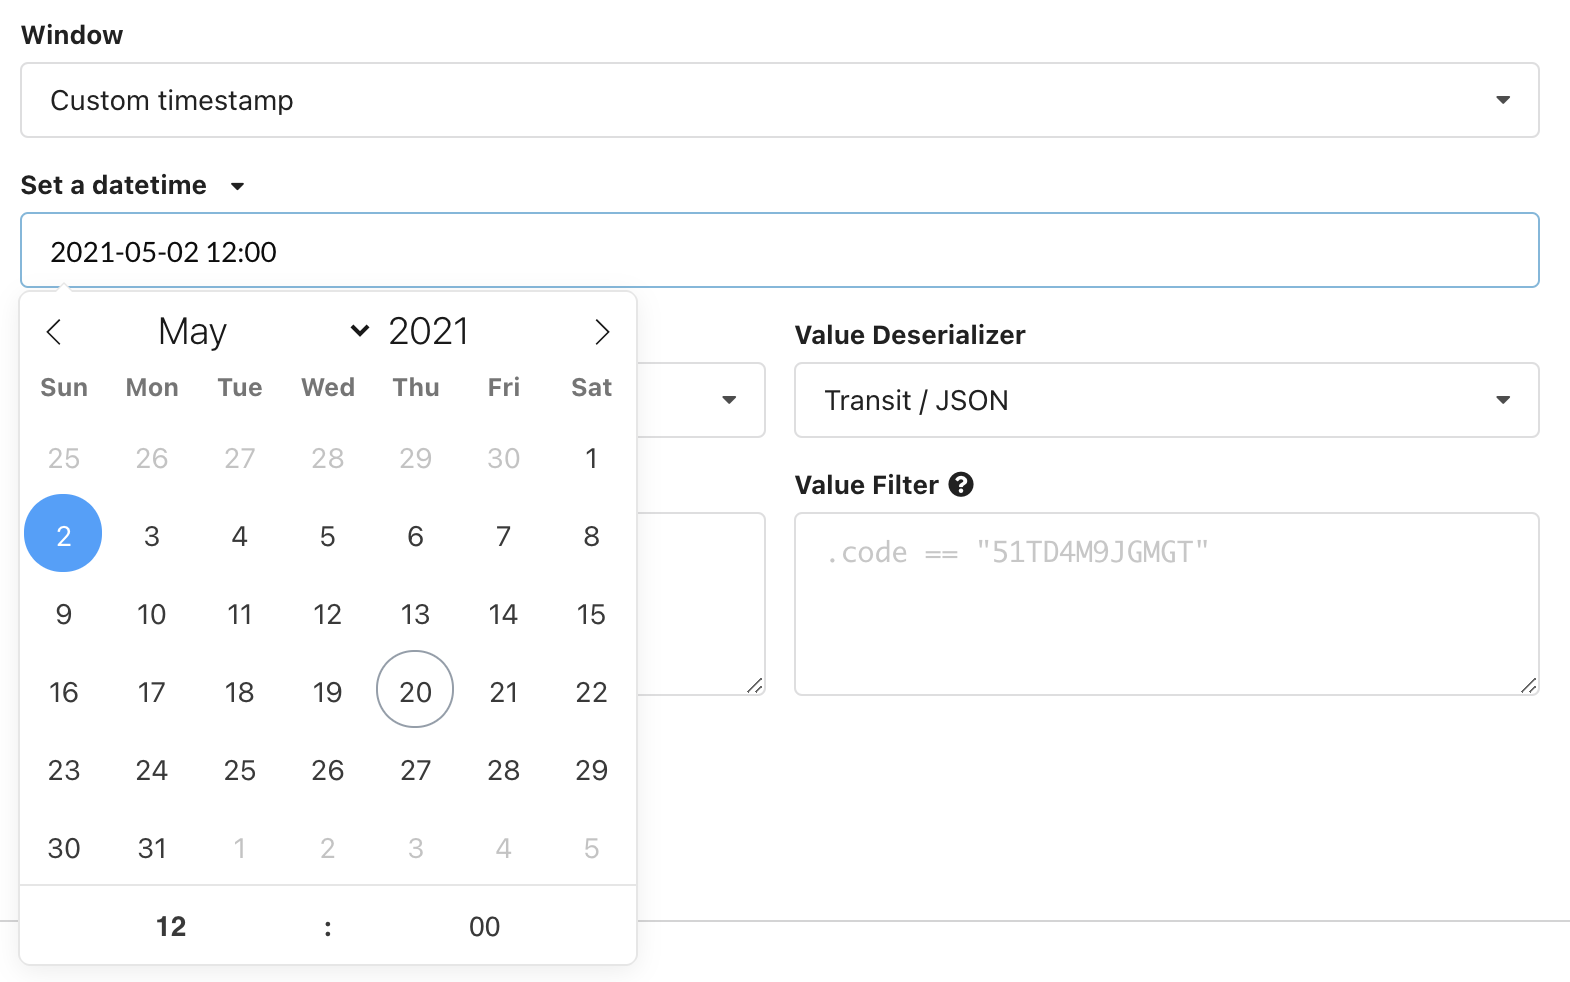 Window
Custom timestamp
Set a datetime
2021-05-02 12:00
May 2021
Sun Mon Tue Wed Thu Fri Sat
25 26 27 28 29 30 1
2 3 4 5 6 7 8
9 10 11 12 13 14 15
16 17 18 19 20 21 22
23 24 25 26 27 28 29
30 31 1 2 3 4 5
12 : 00
Value Deserializer
Transit / JSON
Value Filter ?
.code == "51TD4M9JGMGT"